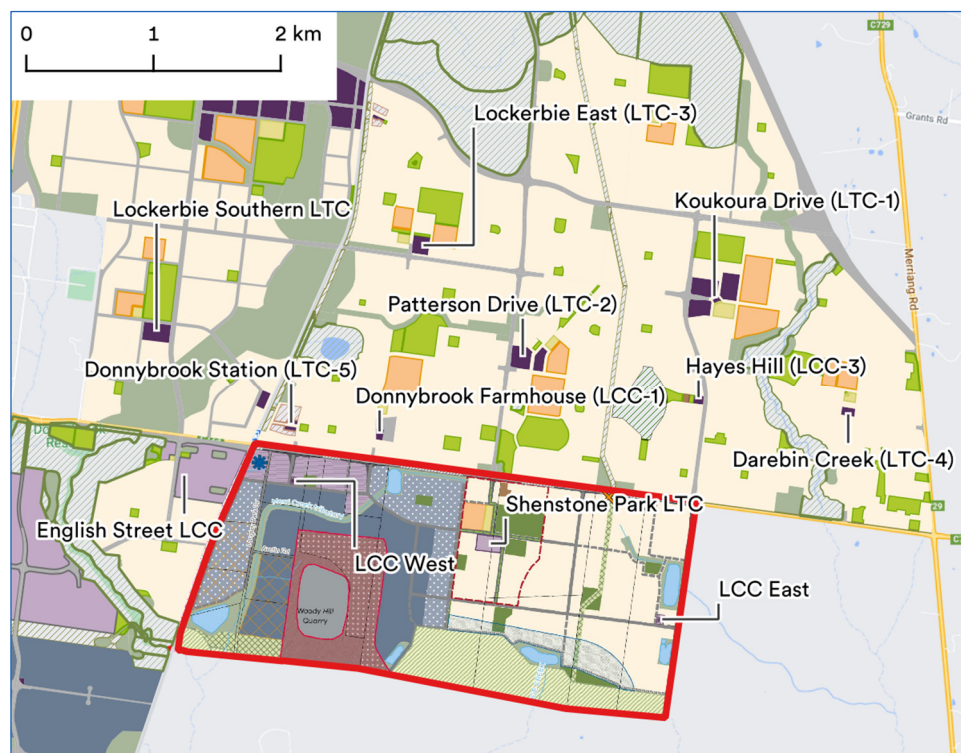 0 1 2 km
C729
Grants Rd
Lockerbie East (LTC-3)
Koukoura Drive (LTC-1)
Lockerbie Southern LTC
Merriang Rd
Patterson Drive (LTC-2)
Donnybrook Station (LTC-5)
Hayes Hill (LCC-3)
Donnybrook Farmhouse (LCC-1)
Darebin Creek (LTC-4)
Shenstone Park LTC
English Street LCC
LCC West
LCC East
Woody Hill
Quarry